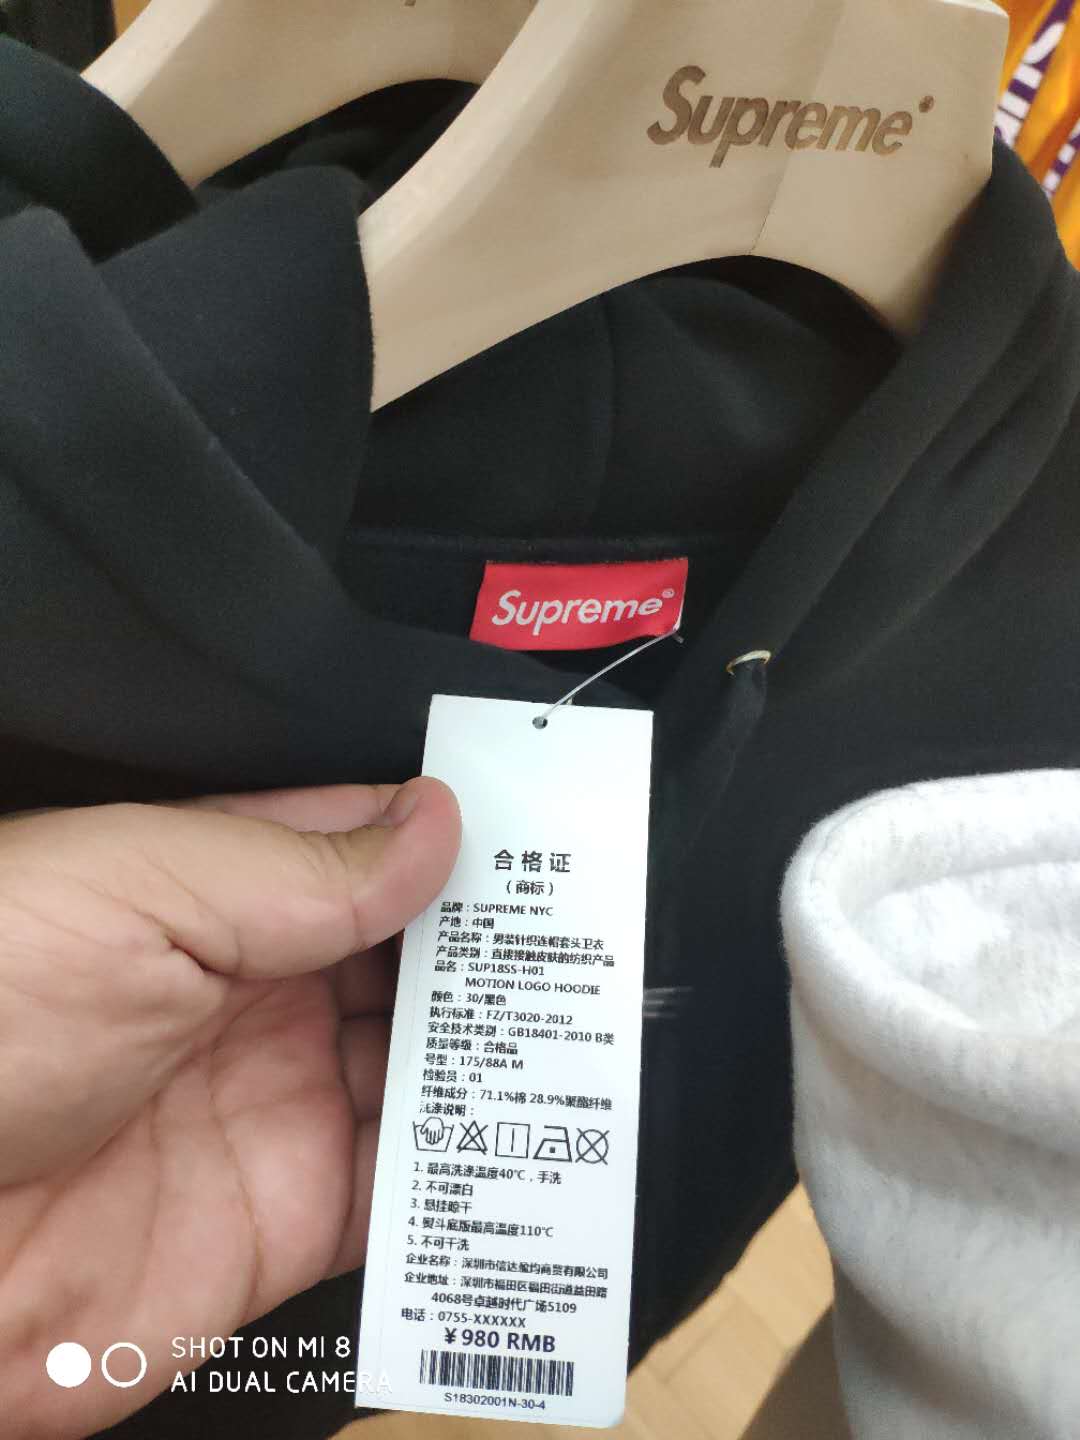 Supreme®
Supreme®
合格证
（商标）
品牌：SUPREME NYC
产地：中国
产品名称：男装针织连帽套头卫衣
产品类别：直接接触皮肤的纺织产品
品名：SUP18SS-H01
MOTION LOGO HOODIE
颜色：30/黑色
执行标准：FZ/T3020-2012
安全技术类别：GB18401-2010 B类
质量等级：合格品
号型：175/88A M
检验员：01
纤维成分：71.1%棉 28.9%聚酯纤维
洗涤说明：
1. 最高洗涤温度40℃，手洗
2. 不可漂白
3. 悬挂晾干
4. 熨斗底版最高温度110℃
5. 不可干洗
企业名称：深圳市信达盈均商贸有限公司
企业地址：深圳市福田区福田街道益田路
4068号卓越时代广场5109
电话：0755-XXXXXX
￥980 RMB
S18302001N-30-4
SHOT ON MI 8
AI DUAL CAMERA